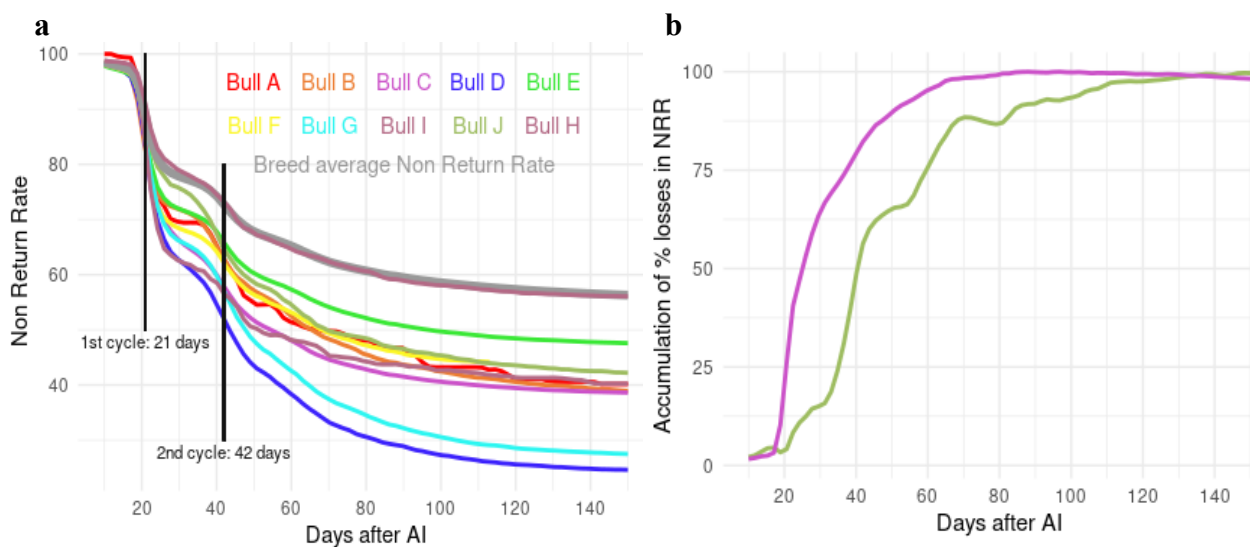 a
100
80
60
40
Non Return Rate
Bull A Bull B Bull C Bull D Bull E
Bull F Bull G Bull I Bull J Bull H
Breed average Non Return Rate
1st cycle: 21 days
2nd cycle: 42 days
20 40 60 80 100 120 140
Days after AI
b
100
75
50
25
0
Accumulation of % losses in NRR
20 40 60 80 100 120 140
Days after AI